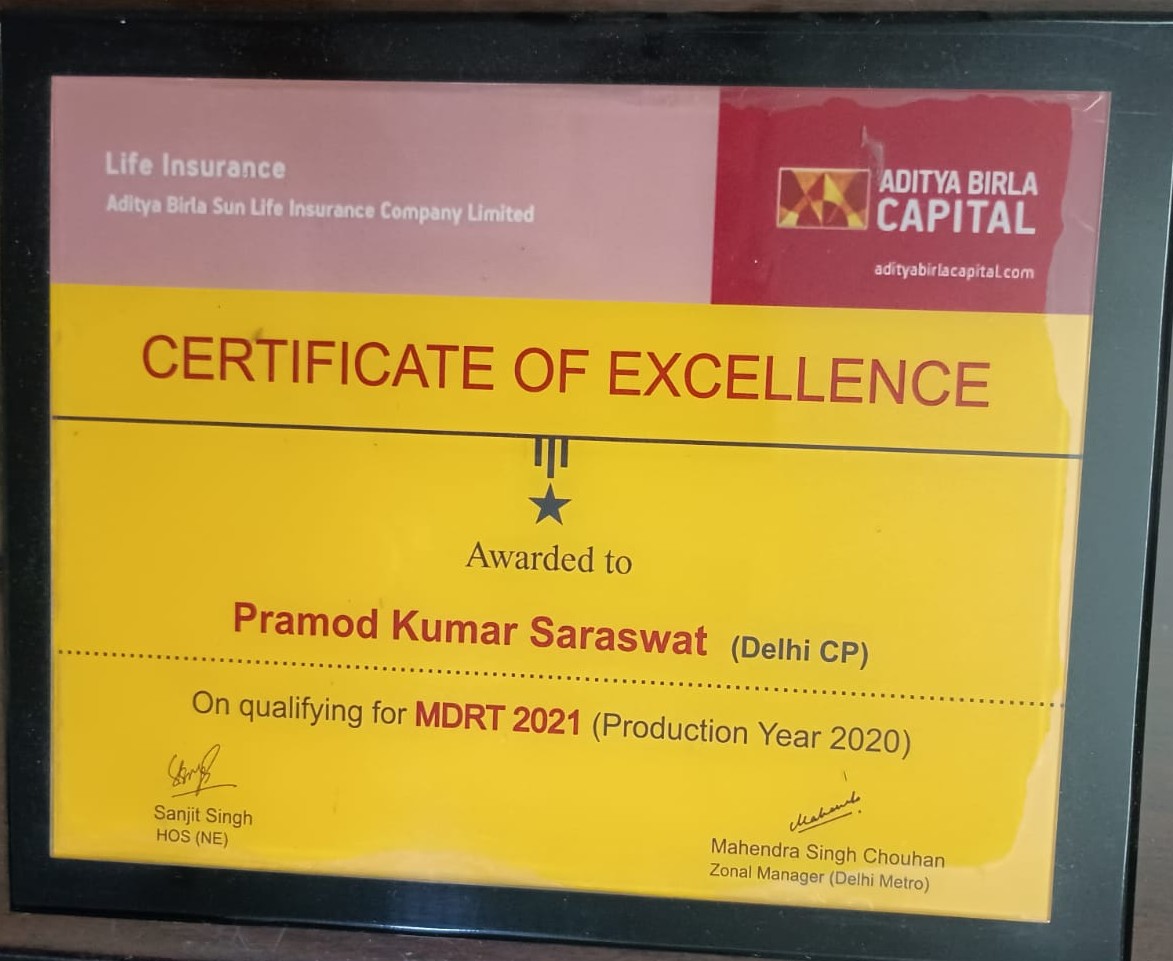 Life Insurance
Aditya Birla Sun Life Insurance Company Limited
ADITYA BIRLA
CAPITAL
adityabirlacapital.com
CERTIFICATE OF EXCELLENCE
Awarded to
Pramod Kumar Saraswat (Delhi CP)
On qualifying for MDRT 2021 (Production Year 2020)
Sanjit Singh
HOS (NE)
Mahendra
Mahendra Singh Chouhan
Zonal Manager (Delhi Metro)